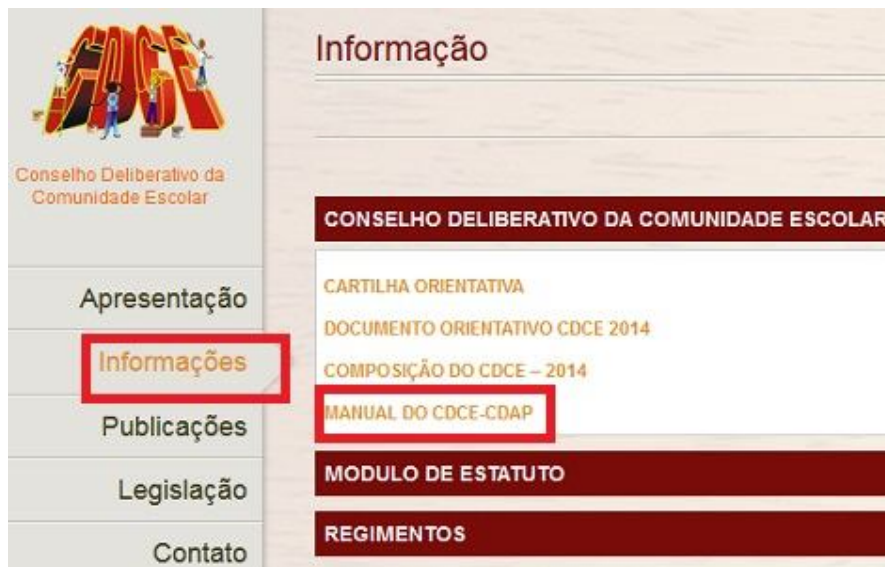 CDCE
Conselho Deliberativo da
Comunidade Escolar
Apresentação
Informações
Publicações
Legislação
Contato
Informação
CONSELHO DELIBERATIVO DA COMUNIDADE ESCOLAR
CARTILHA ORIENTATIVA
DOCUMENTO ORIENTATIVO CDCE 2014
COMPOSIÇÃO DO CDCE – 2014
MANUAL DO CDCE-CDAP
MODULO DE ESTATUTO
REGIMENTOS